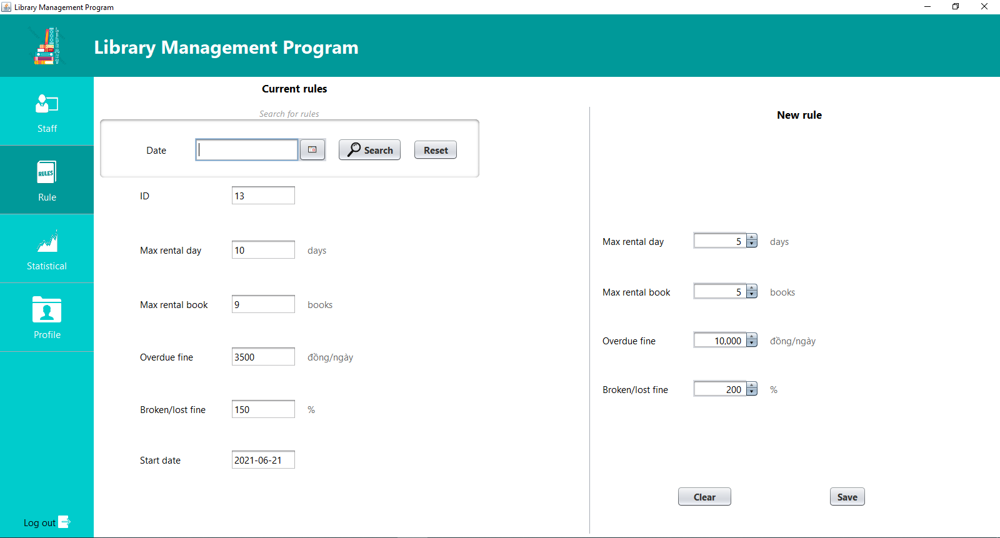 Library Management Program
Library Management Program
Staff
RULES
Rule
Statistical
Profile
Log out
Current rules
Search for rules
Date
Search
Reset
ID 13
Max rental day 10 days
Max rental book 9 books
Overdue fine 3500 đồng/ngày
Broken/lost fine 150 %
Start date 2021-06-21
New rule
Max rental day 5 days
Max rental book 5 books
Overdue fine 10,000 đồng/ngày
Broken/lost fine 200 %
Clear
Save